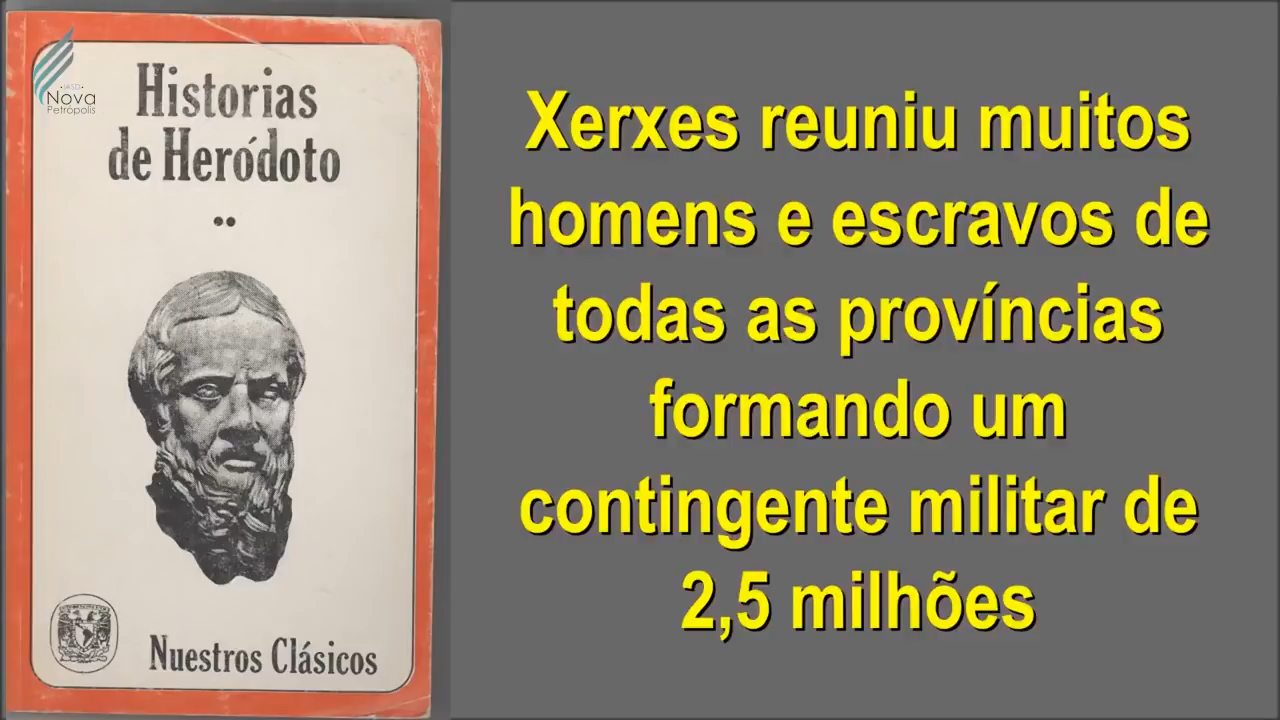 IASD
Nova
Petrópolis
Historias
de Heródoto
Nuestros Clásicos
Xerxes reuniu muitos
homens e escravos de
todas as províncias
formando um
contingente militar de
2,5 milhões